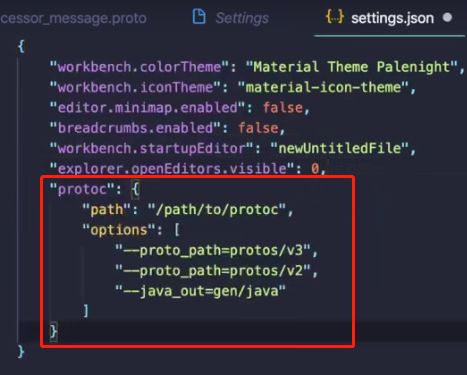 cessor_message.proto Settings {..} settings.json
{
"workbench.colorTheme": "Material Theme Palenight",
"workbench.iconTheme": "material-icon-theme",
"editor.minimap.enabled": false,
"breadcrumbs.enabled": false,
"workbench.startupEditor": "newUntitledFile",
"explorer.openEditors.visible": 0,
"protoc": {
"path": "/path/to/protoc",
"options": [
"--proto_path=protos/v3",
"--proto_path=protos/v2",
"--java_out=gen/java"
]
}
}